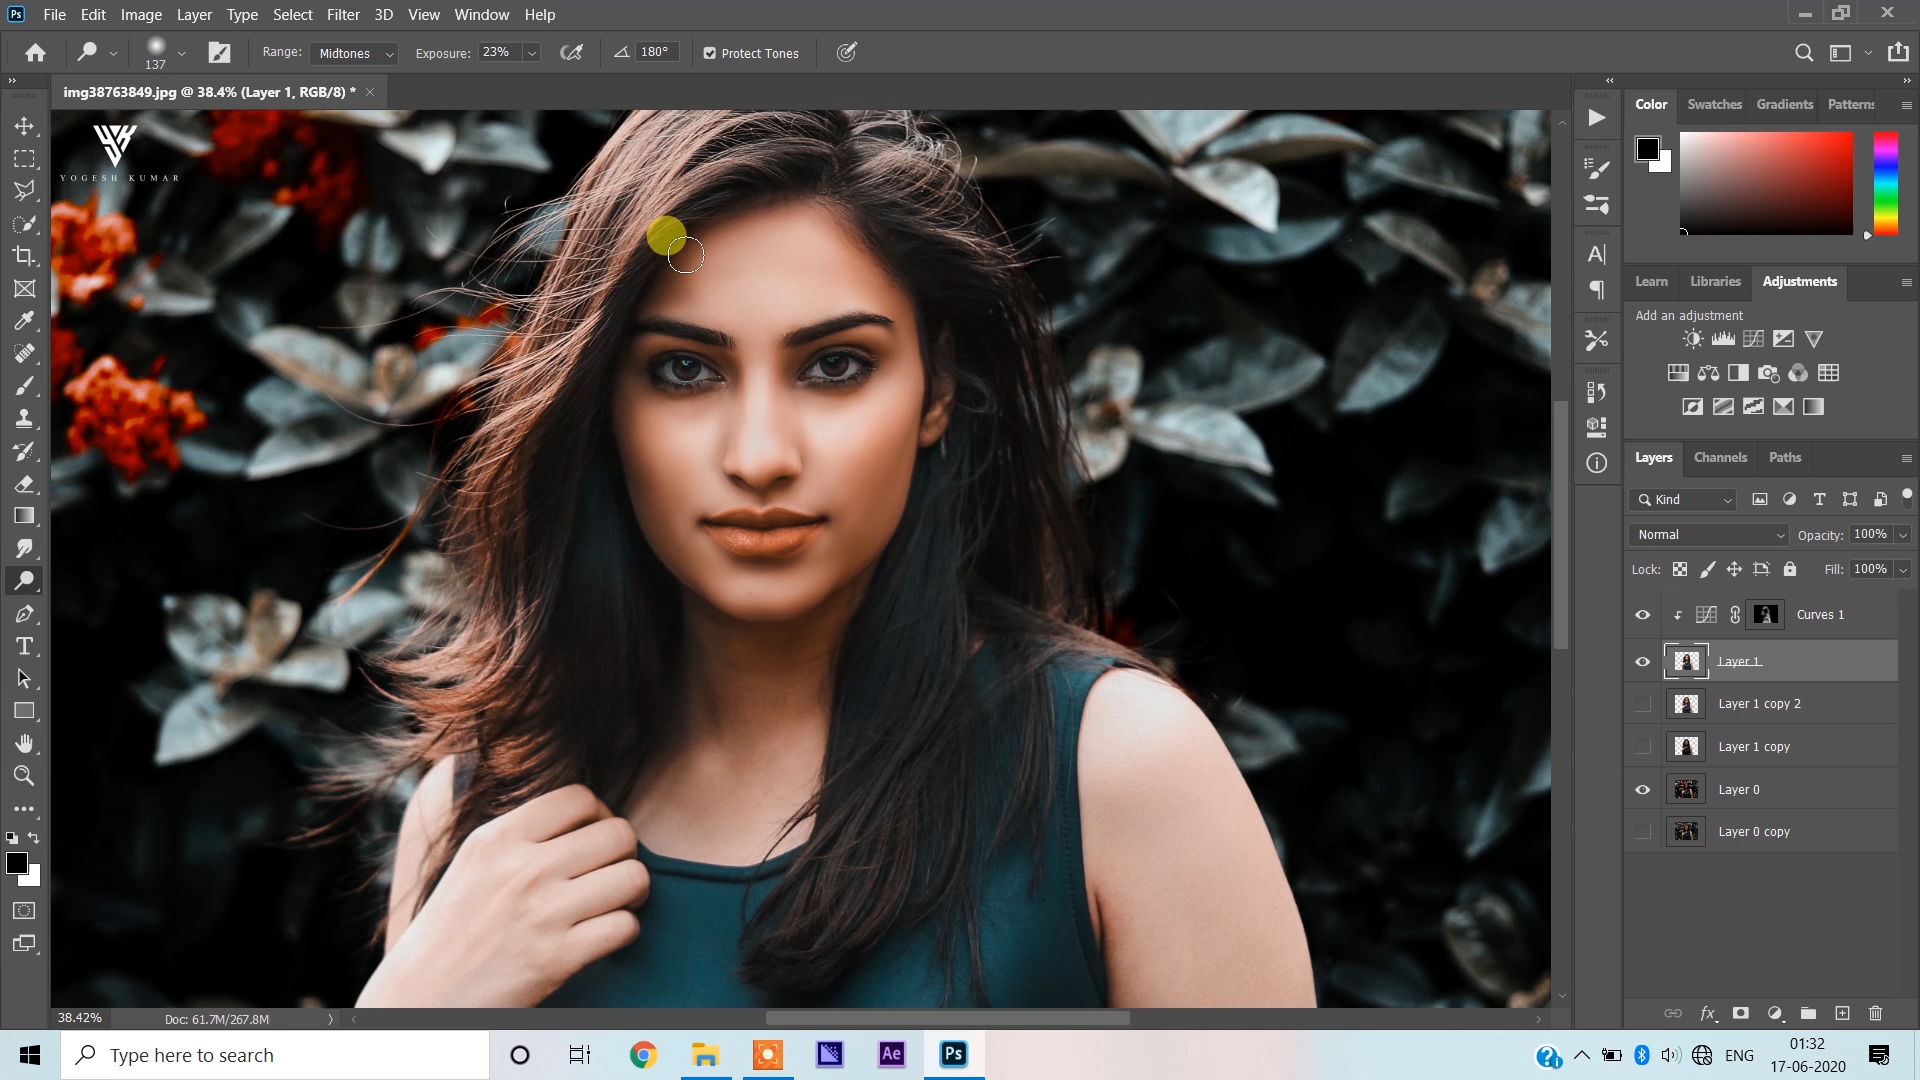 Ps File Edit Image Layer Type Select Filter 3D View Window Help
137 Range: Midtones Exposure: 23% 180° Protect Tones
img38763849.jpg @ 38.4% (Layer 1, RGB/8) * ×
YOGESH KUMAR
Color Swatches Gradients Patterns
Learn Libraries Adjustments
Add an adjustment
Layers Channels Paths
Kind
Normal Opacity: 100%
Lock: Fill: 100%
Curves 1
Layer 1
Layer 1 copy 2
Layer 1 copy
Layer 0
Layer 0 copy
fx
38.42% Doc: 61.7M/267.8M
Type here to search
Ae Ps
ENG
01:32
17-06-2020